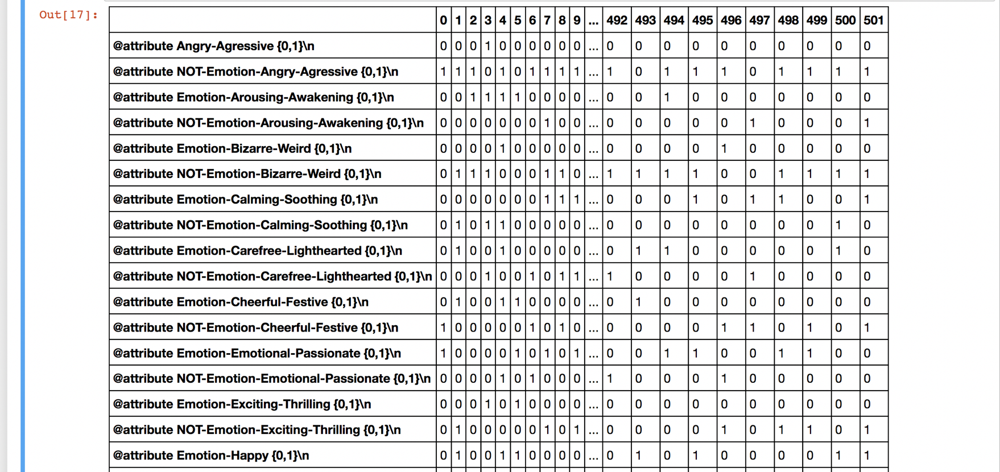 Out[17]:
0 1 2 3 4 5 6 7 8 9 ... 492 493 494 495 496 497 498 499 500 501
@attribute Angry-Agressive {0,1}\n 0 0 0 1 0 0 0 0 0 0 ... 0 0 0 0 0 0 0 0 0 0
@attribute NOT-Emotion-Angry-Agressive {0,1}\n 1 1 1 0 1 0 1 1 1 1 ... 1 0 1 1 1 0 1 1 1 1
@attribute Emotion-Arousing-Awakening {0,1}\n 0 0 1 1 1 1 0 0 0 0 ... 0 0 1 0 0 0 0 0 0 0
@attribute NOT-Emotion-Arousing-Awakening {0,1}\n 0 0 0 0 0 0 0 1 0 0 ... 0 0 0 0 0 1 0 0 0 1
@attribute Emotion-Bizarre-Weird {0,1}\n 0 0 0 0 1 0 0 0 0 0 ... 0 0 0 0 1 0 0 0 0 0
@attribute NOT-Emotion-Bizarre-Weird {0,1}\n 0 1 1 1 0 0 0 1 1 0 ... 1 1 1 1 0 0 1 1 1 1
@attribute Emotion-Calming-Soothing {0,1}\n 0 0 0 0 0 0 0 1 1 1 ... 0 0 0 1 0 1 1 0 0 1
@attribute NOT-Emotion-Calming-Soothing {0,1}\n 0 1 0 1 1 0 0 0 0 0 ... 0 0 0 0 0 0 0 0 1 0
@attribute Emotion-Carefree-Lighthearted {0,1}\n 0 1 0 0 1 0 0 0 0 0 ... 0 1 1 0 0 0 0 0 1 0
@attribute NOT-Emotion-Carefree-Lighthearted {0,1}\n 0 0 0 1 0 0 1 0 1 1 ... 1 0 0 0 0 1 0 0 0 0
@attribute Emotion-Cheerful-Festive {0,1}\n 0 1 0 0 1 1 0 0 0 0 ... 0 1 0 0 0 0 0 0 0 0
@attribute NOT-Emotion-Cheerful-Festive {0,1}\n 1 0 0 0 0 0 1 0 1 0 ... 0 0 0 0 1 1 0 1 0 1
@attribute Emotion-Emotional-Passionate {0,1}\n 1 0 0 0 0 1 0 1 0 1 ... 0 0 1 1 0 0 1 1 0 0
@attribute NOT-Emotion-Emotional-Passionate {0,1}\n 0 0 0 0 1 0 1 0 0 0 ... 1 0 0 0 1 0 0 0 0 0
@attribute Emotion-Exciting-Thrilling {0,1}\n 0 0 0 1 0 1 0 0 0 0 ... 0 0 0 0 0 0 0 0 0 0
@attribute NOT-Emotion-Exciting-Thrilling {0,1}\n 0 1 0 0 0 0 0 1 0 1 ... 0 0 0 0 1 0 1 1 0 1
@attribute Emotion-Happy {0,1}\n 0 1 0 0 1 1 0 0 0 0 ... 0 1 0 1 0 0 0 0 1 1